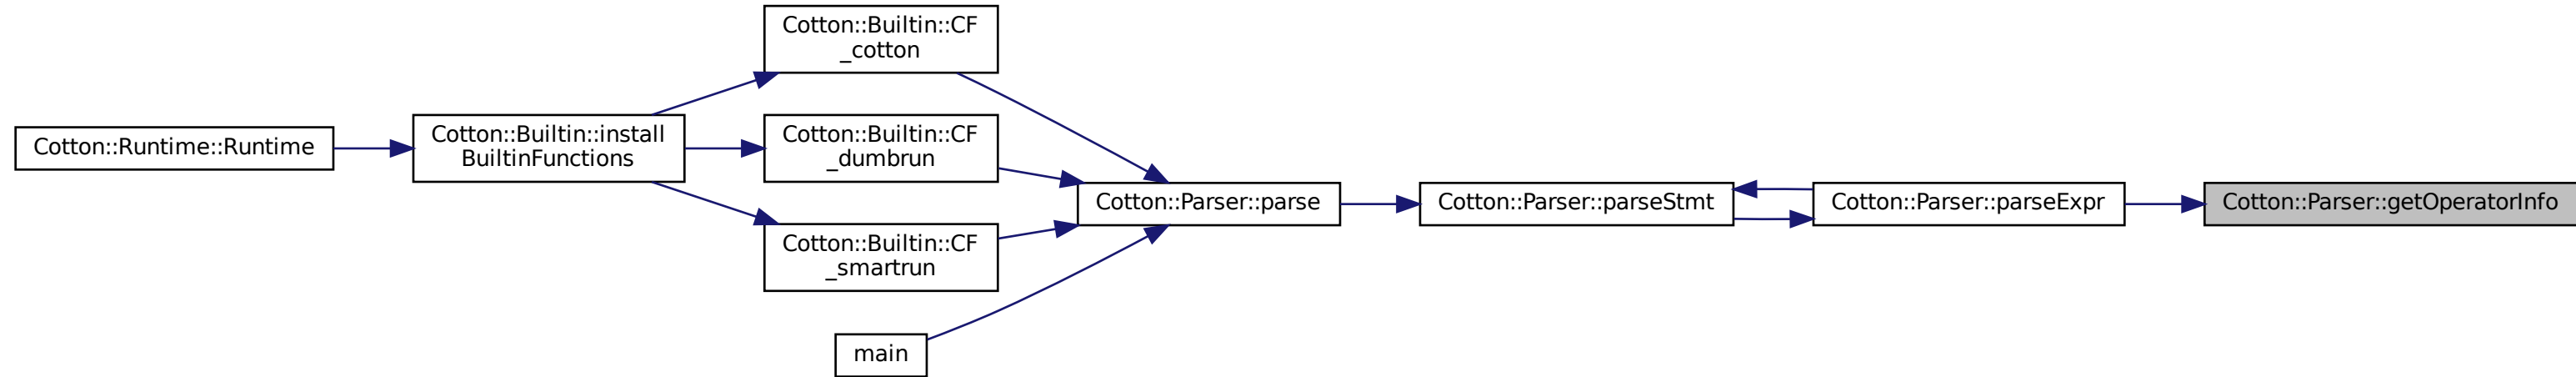 Cotton::Runtime::Runtime
Cotton::Builtin::install
BuiltinFunctions
Cotton::Builtin::CF
_cotton
Cotton::Builtin::CF
_dumbrun
Cotton::Builtin::CF
_smartrun
main
Cotton::Parser::parse
Cotton::Parser::parseStmt
Cotton::Parser::parseExpr
Cotton::Parser::getOperatorInfo